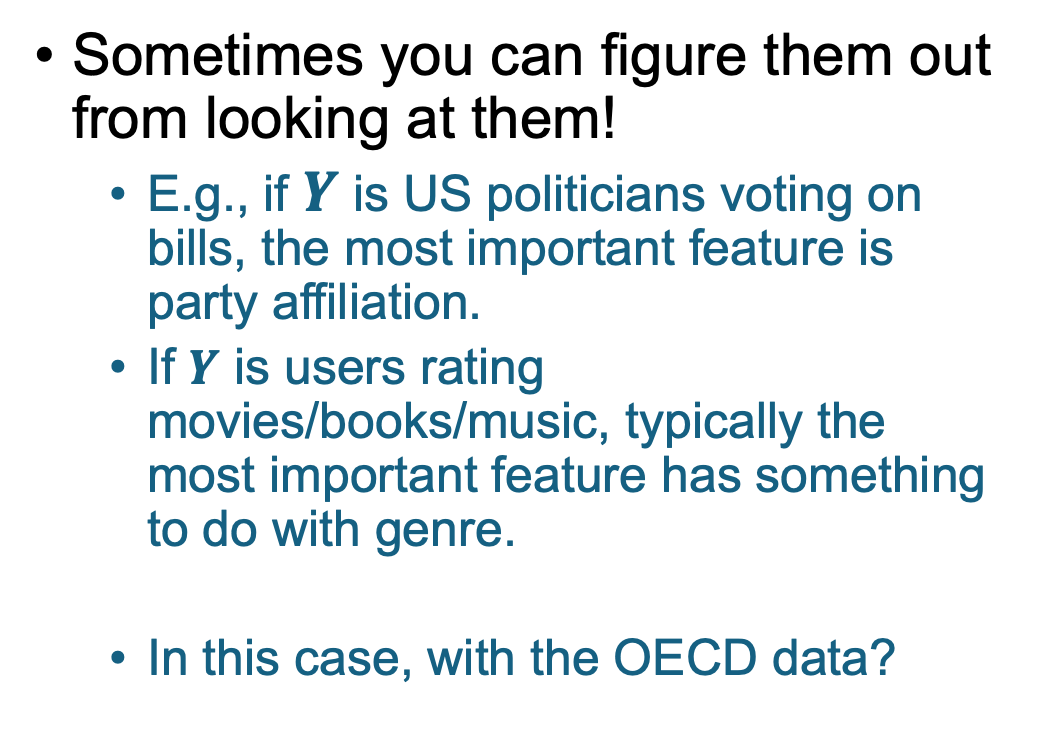 • Sometimes you can figure them out
from looking at them!
• E.g., if Y is US politicians voting on
bills, the most important feature is
party affiliation.
• If Y is users rating
movies/books/music, typically the
most important feature has something
to do with genre.
• In this case, with the OECD data?